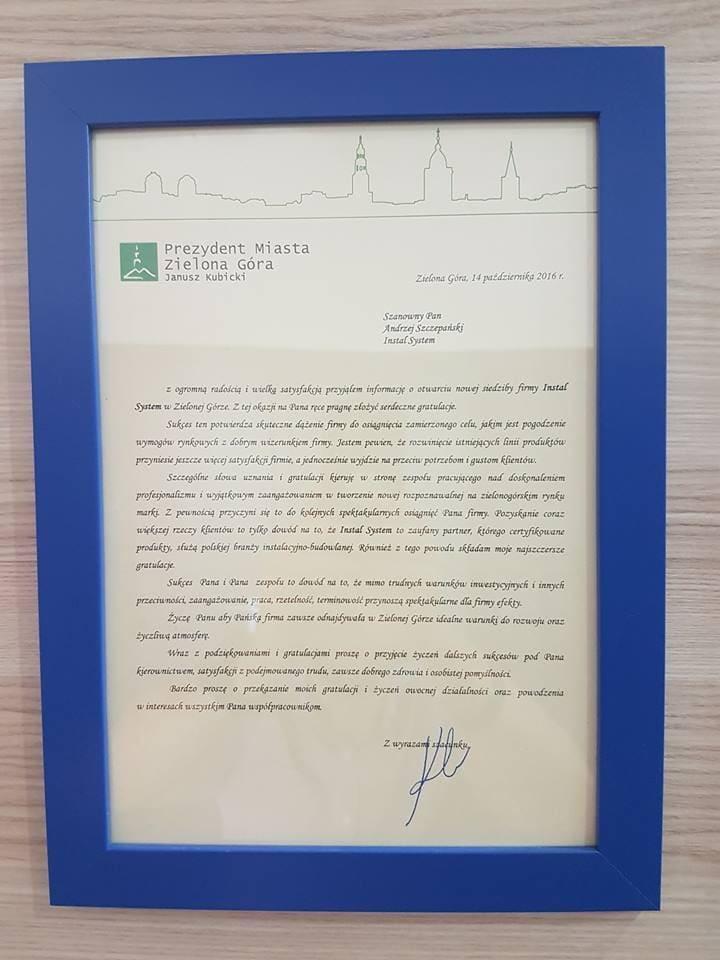 Prezydent Miasta
Zielona Góra
Janusz Kubicki
Zielona Góra, 14 października 2016 r.
Szanowny Pan
Andrzej Szczepański
Instal System
z ogromną radością i wielką satysfakcją przyjąłem informację o otwarciu nowej siedziby firmy Instal
System w Zielonej Górze. Z tej okazji na Pana ręce pragnę złożyć serdeczne gratulacje.
Sukces ten potwierdza skuteczne dążenie firmy do osiągnięcia zamierzonego celu, jakim jest pogodzenie
wymogów rynkowych z dobrym wizerunkiem firmy. Jestem pewien, że rozwinięcie istniejących linii produktów
przyniesie jeszcze więcej satysfakcji firmie, a jednocześnie wyjdzie na przeciw potrzebom i gustom klientów.
Szczególne słowa uznania i gratulacji kieruję w stronę zespołu pracującego nad doskonaleniem
profesjonalizmu i wyjątkowym zaangażowaniem w tworzenie nowej rozpoznawalnej na zielonogórskim rynku
marki. Z pewnością przyczyni się to do kolejnych spektakularnych osiągnięć Pana firmy. Pozyskanie coraz
większej rzeczy klientów to tylko dowód na to, że Instal System to zaufany partner, którego certyfikowane
produkty, służą polskiej branży instalacyjno-budowlanej. Również z tego powodu składam moje najszczersze
gratulacje.
Sukces Pana i Pana zespołu to dowód na to, że mimo trudnych warunków inwestycyjnych i innych
przeciwności, zaangażowanie, praca, rzetelność, terminowość przynoszą spektakularne dla firmy efekty.
Życzę Panu aby Pańska firma zawsze odnajdywała w Zielonej Górze idealne warunki do rozwoju oraz
życzliwą atmosferę.
Wraz z podziękowaniami i gratulacjami proszę o przyjęcie życzeń dalszych sukcesów pod Pana
kierownictwem, satysfakcji z podejmowanego trudu, zawsze dobrego zdrowia i osobistej pomyślności.
Bardzo proszę o przekazanie moich gratulacji i życzeń owocnej działalności oraz powodzenia
w interesach wszystkim Pana współpracownikom.
Z wyrazami szacunku